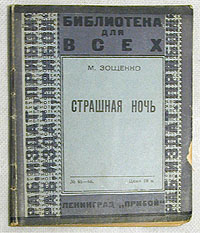 БИБЛИОТЕКА
ДЛЯ
ВСЕХ
М. ЗОЩЕНКО
СТРАШНАЯ НОЧЬ
ЛЕНИНГРАД „ПРИБОЙ“